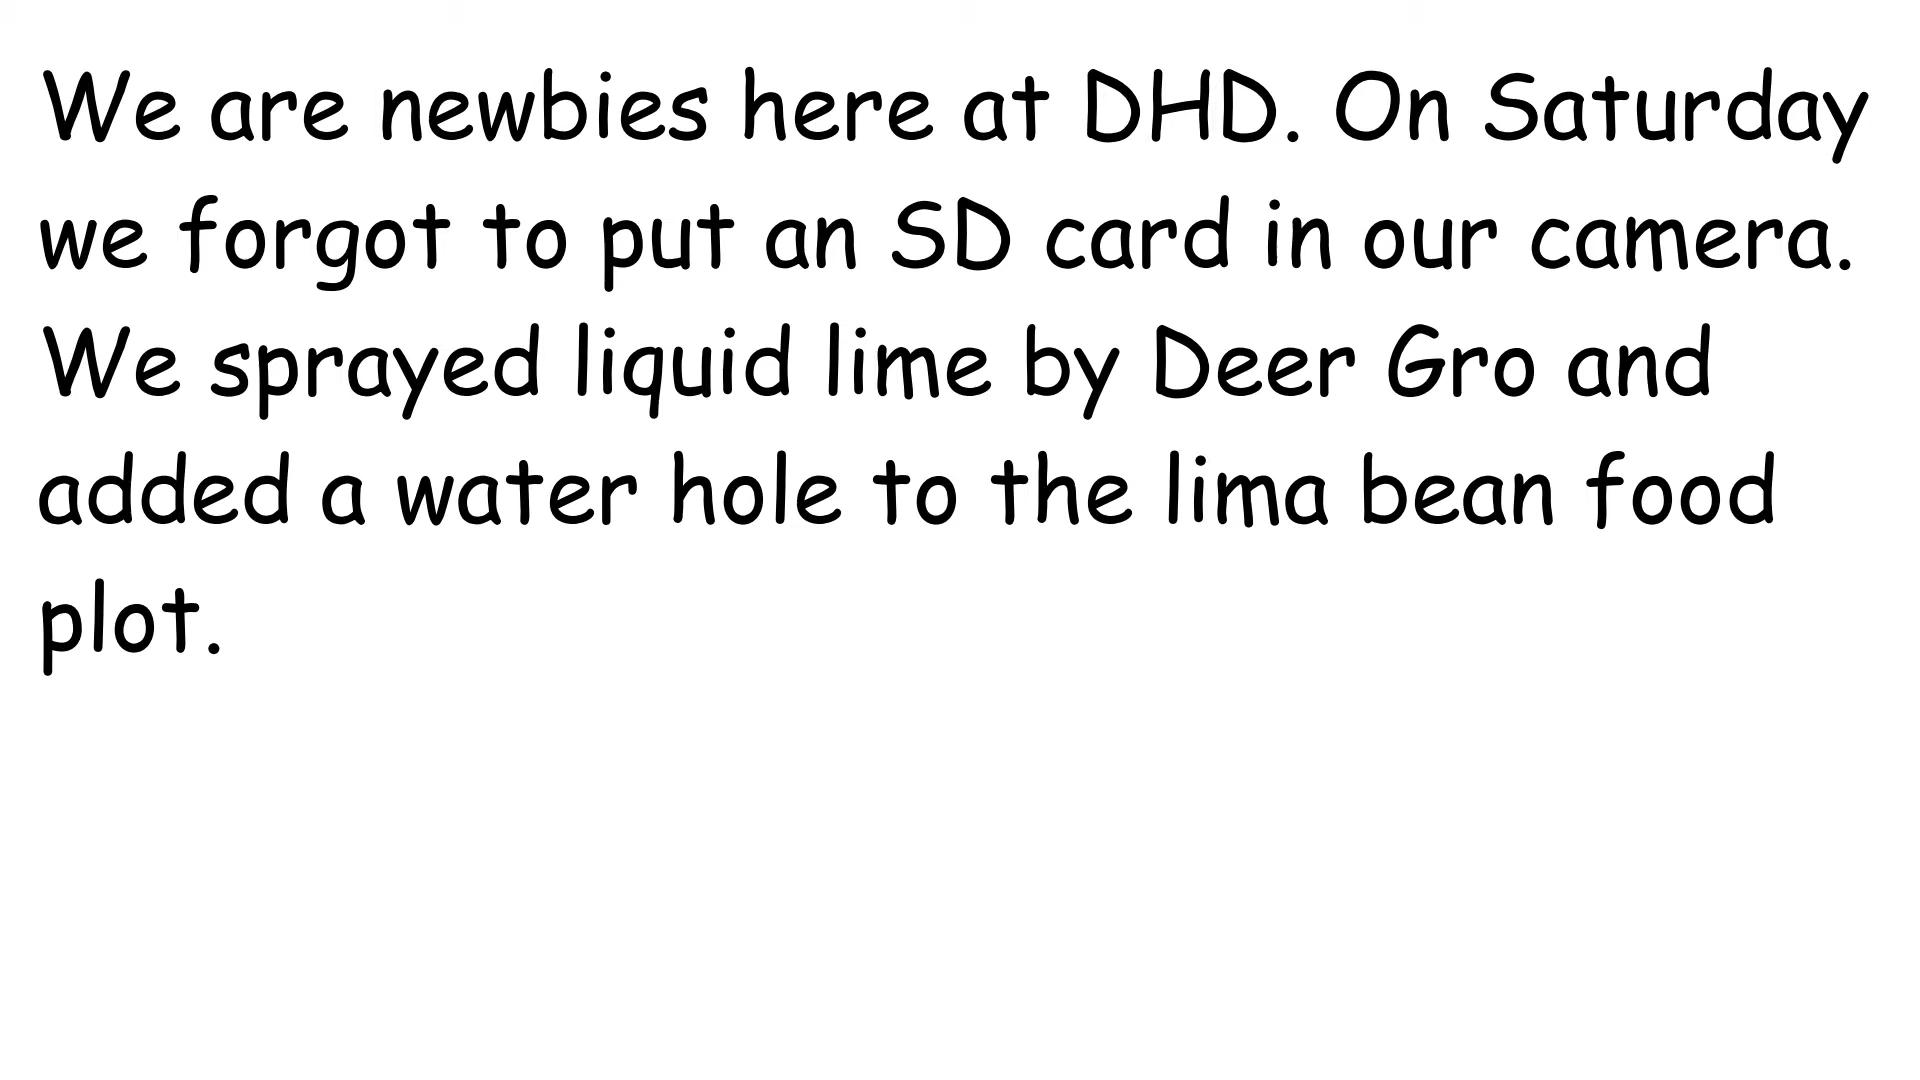 We are newbies here at DHD. On Saturday
we forgot to put an SD card in our camera.
We sprayed liquid lime by Deer Gro and
added a water hole to the lima bean food
plot.